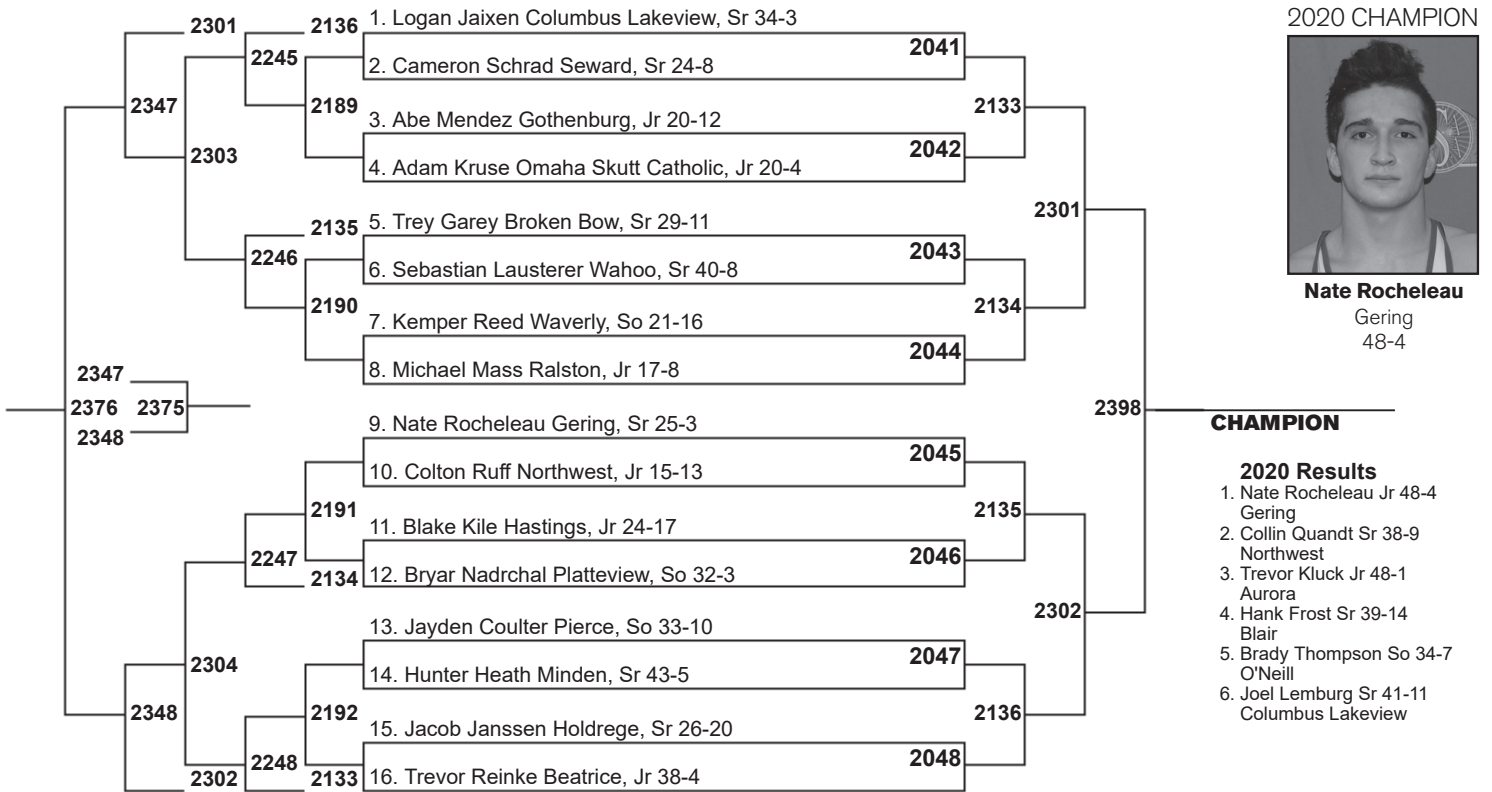 2301
2136
1. Logan Jaixen Columbus Lakeview, Sr 34-3
2041
2245
2. Cameron Schrad Seward, Sr 24-8
2347
2189
3. Abe Mendez Gothenburg, Jr 20-12
2133
2042
2303
4. Adam Kruse Omaha Skutt Catholic, Jr 20-4
2301
2135
5. Trey Garey Broken Bow, Sr 29-11
2043
2246
6. Sebastian Lausterer Wahoo, Sr 40-8
2190
2134
7. Kemper Reed Waverly, So 21-16
2044
8. Michael Mass Ralston, Jr 17-8
2347
2376
2375
2348
2398
9. Nate Rocheleau Gering, Sr 25-3
2045
10. Colton Ruff Northwest, Jr 15-13
2191
2135
11. Blake Kile Hastings, Jr 24-17
2046
2247
2134
12. Bryar Nadrchal Platteview, So 32-3
2302
13. Jayden Coulter Pierce, So 33-10
2047
2304
14. Hunter Heath Minden, Sr 43-5
2348
2192
2136
15. Jacob Janssen Holdrege, Sr 26-20
2048
2248
2302
2133
16. Trevor Reinke Beatrice, Jr 38-4
2020 CHAMPION
Nate Rocheleau
Gering
48-4
CHAMPION
2020 Results
1. Nate Rocheleau Jr 48-4
Gering
2. Collin Quandt Sr 38-9
Northwest
3. Trevor Kluck Jr 48-1
Aurora
4. Hank Frost Sr 39-14
Blair
5. Brady Thompson So 34-7
O'Neill
6. Joel Lemburg Sr 41-11
Columbus Lakeview